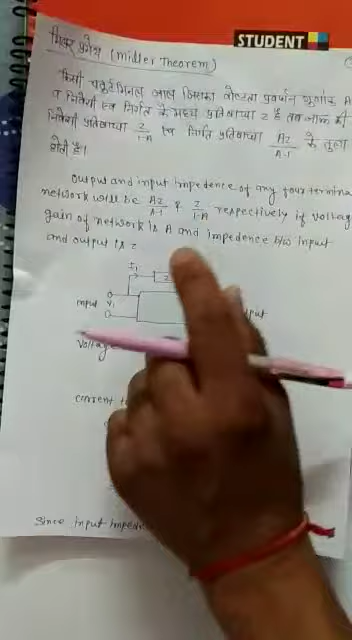 STUDENT
मिलर प्रमेय (Miller Theorem)
किसी चतुर्टर्मिनल जाल जिसका वोल्टता प्रवर्धन गुणांक A
व निवेशी एवं निर्गत के मध्य प्रतिबाधा Z है तब जाल की
निवेशी प्रतिबाधा Z/1-A एवं निर्गत प्रतिबाधा AZ/A-1 के तुल्य
होती है।
Output and input impedence of any four termina
network will be AZ/A-1 & Z/1-A respectively if voltag
gain of network is A and impedence b/w input
and output is Z
I1
Z
input
V1
tput
Voltage
current t
Since input impede